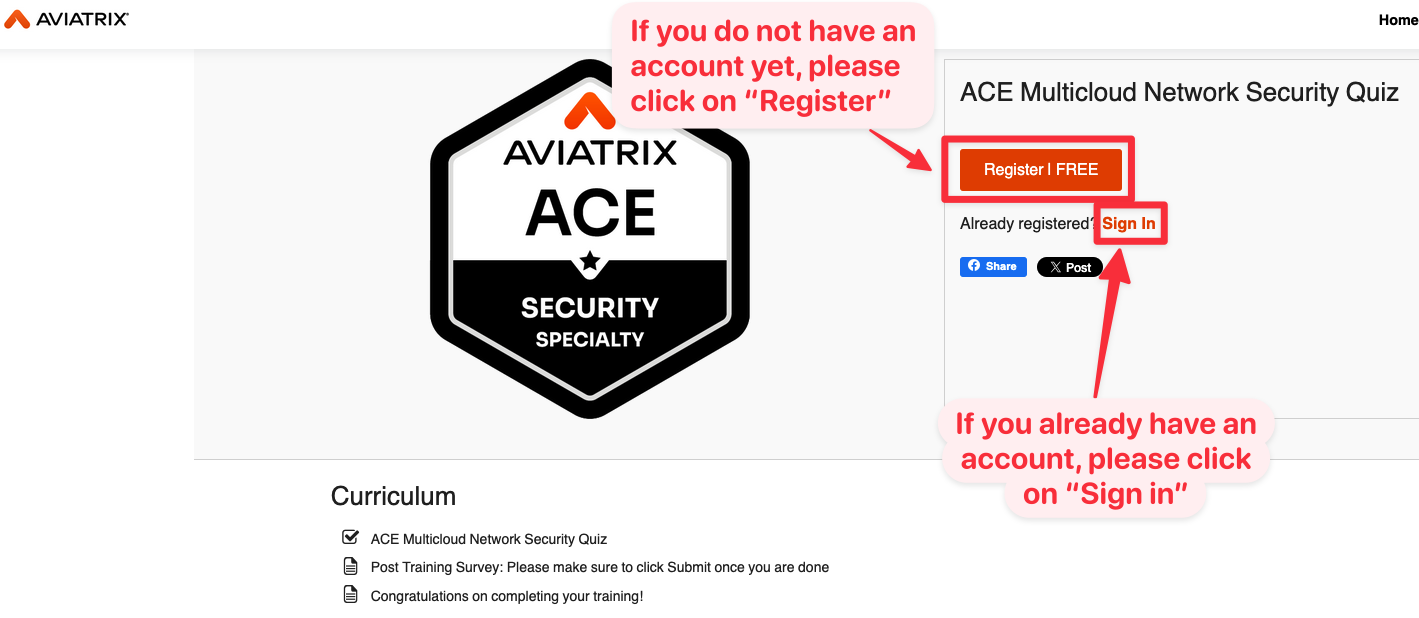 AVIATRIX
Home
If you do not have an
account yet, please
click on “Register”
AVIATRIX
ACE
SECURITY
SPECIALTY
ACE Multicloud Network Security Quiz
Register | FREE
Already registered? Sign In
Share
Post
If you already have an
account, please click
on “Sign in”
Curriculum
ACE Multicloud Network Security Quiz
Post Training Survey: Please make sure to click Submit once you are done
Congratulations on completing your training!